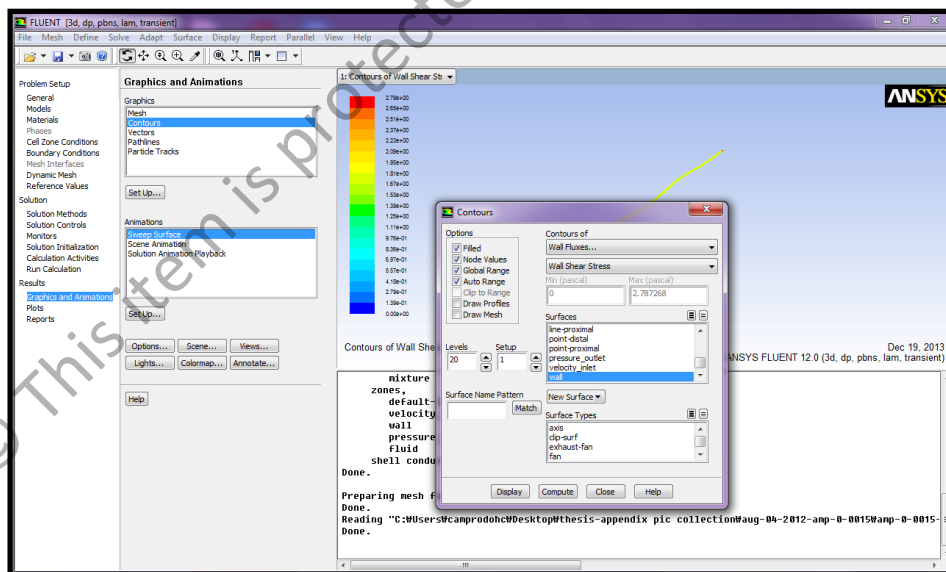 FLUENT [3d, dp, pbns, lam, transient]
File Mesh Define Solve Adapt Surface Display Report Parallel View Help
Problem Setup
General
Models
Materials
Phases
Cell Zone Conditions
Boundary Conditions
Mesh Interfaces
Dynamic Mesh
Reference Values
Solution
Solution Methods
Solution Controls
Monitors
Solution Initialization
Calculation Activities
Run Calculation
Results
Graphics and Animations
Plots
Reports
Graphics and Animations
Graphics
Mesh
Contours
Vectors
Pathlines
Particle Tracks
Set Up...
Animations
Sweep Surface
Scene Animation
Solution Animation Playback
Set Up...
Options... Scene... Views...
Lights... Colormap... Annotate...
Help
1: Contours of Wall Shear Sti
ANSYS
2.79e+00
2.65e+00
2.51e+00
2.37e+00
2.23e+00
2.09e+00
1.95e+00
1.81e+00
1.67e+00
1.53e+00
1.39e+00
1.25e+00
1.11e+00
9.76e-01
8.36e-01
6.97e-01
5.57e-01
4.18e-01
2.79e-01
1.39e-01
0.00e+00
Contours of Wall She
Dec 19, 2013
ANSYS FLUENT 12.0 (3d, dp, pbns, lam, transient)
Contours
Options
Filled
Node Values
Global Range
Auto Range
Clip to Range
Draw Profiles
Draw Mesh
Levels Setup
20 1
Surface Name Pattern
Match
Contours of
Wall Fluxes...
Wall Shear Stress
Min (pascal) Max (pascal)
0 2.787268
Surfaces
line-proximal
point-distal
point-proximal
pressure_outlet
velocity_inlet
wall
New Surface
Surface Types
axis
clip-surf
exhaust-fan
fan
Display Compute Close Help
mixture
zones,
default-
velocity
wall
pressure
fluid
shell condu
Done.
Preparing mesh f
Done.
Reading "C:\Users\camprodohc\Desktop\thesis-appendix pic collection\aug-04-2012-amp-0-0015\amp-0-0015-
Done.
© This item is protecte